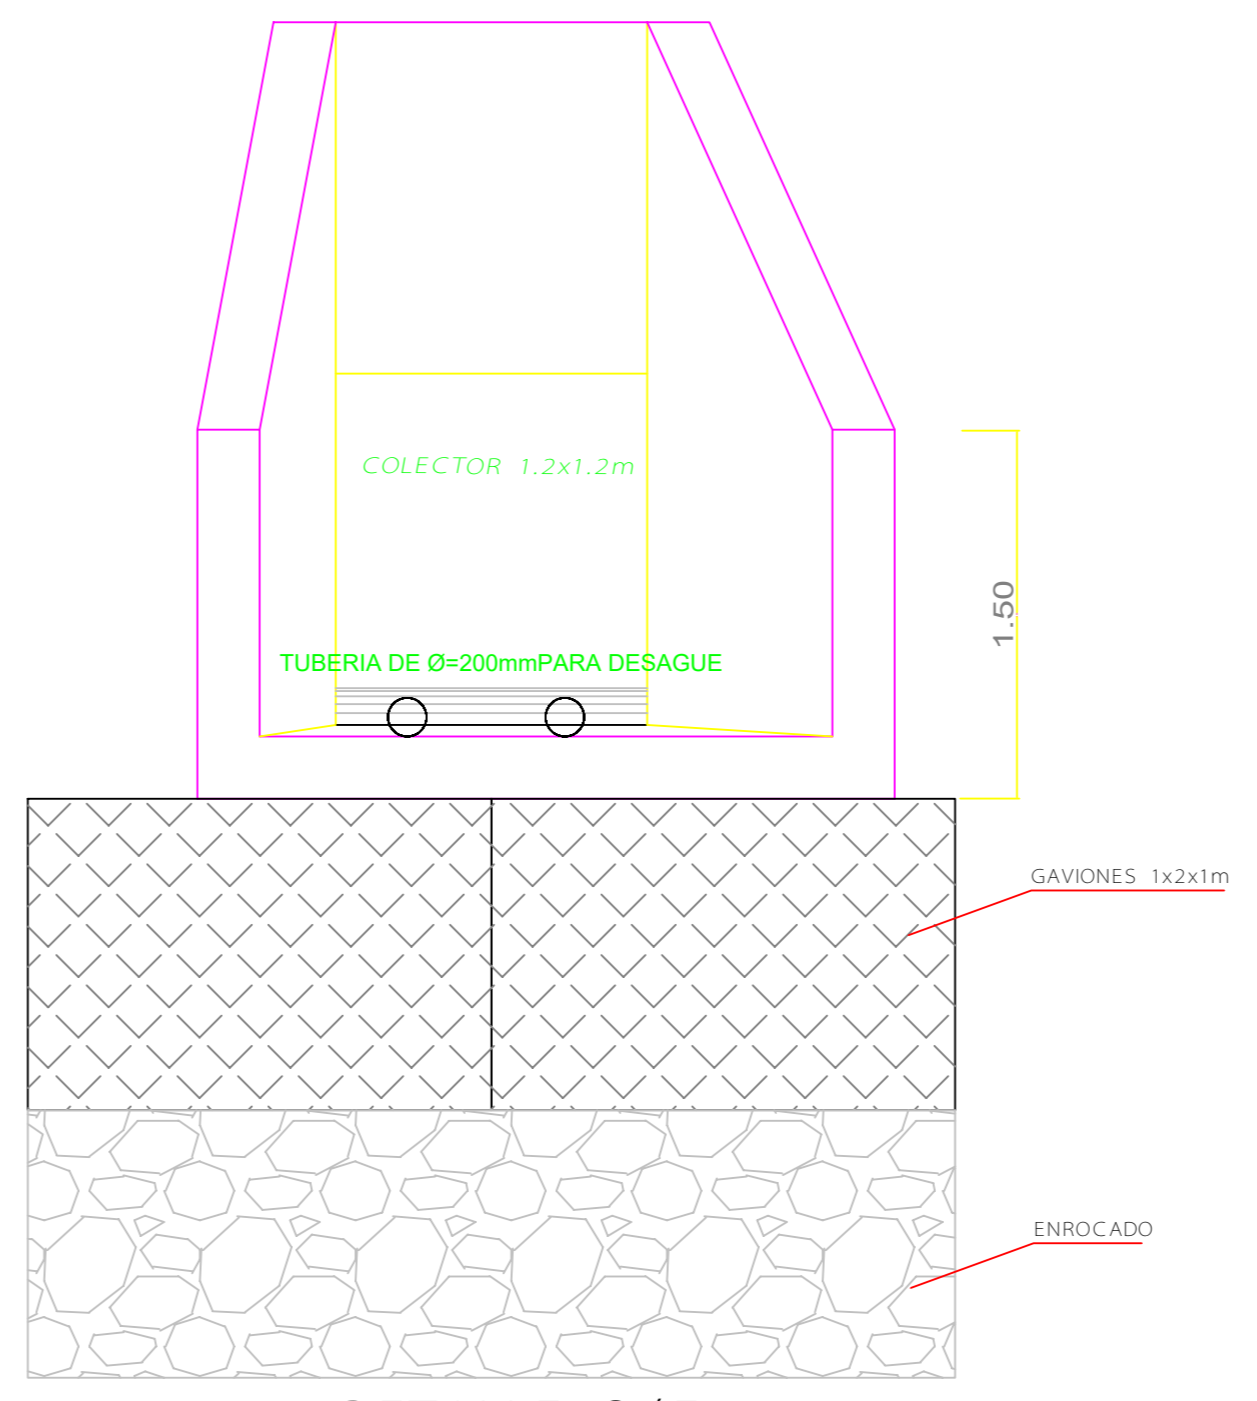 COLECTOR 1.2x1.2m
TUBERIA DE Ø=200mmPARA DESAGUE
1.50
GAVIONES 1x2x1m
ENROCADO